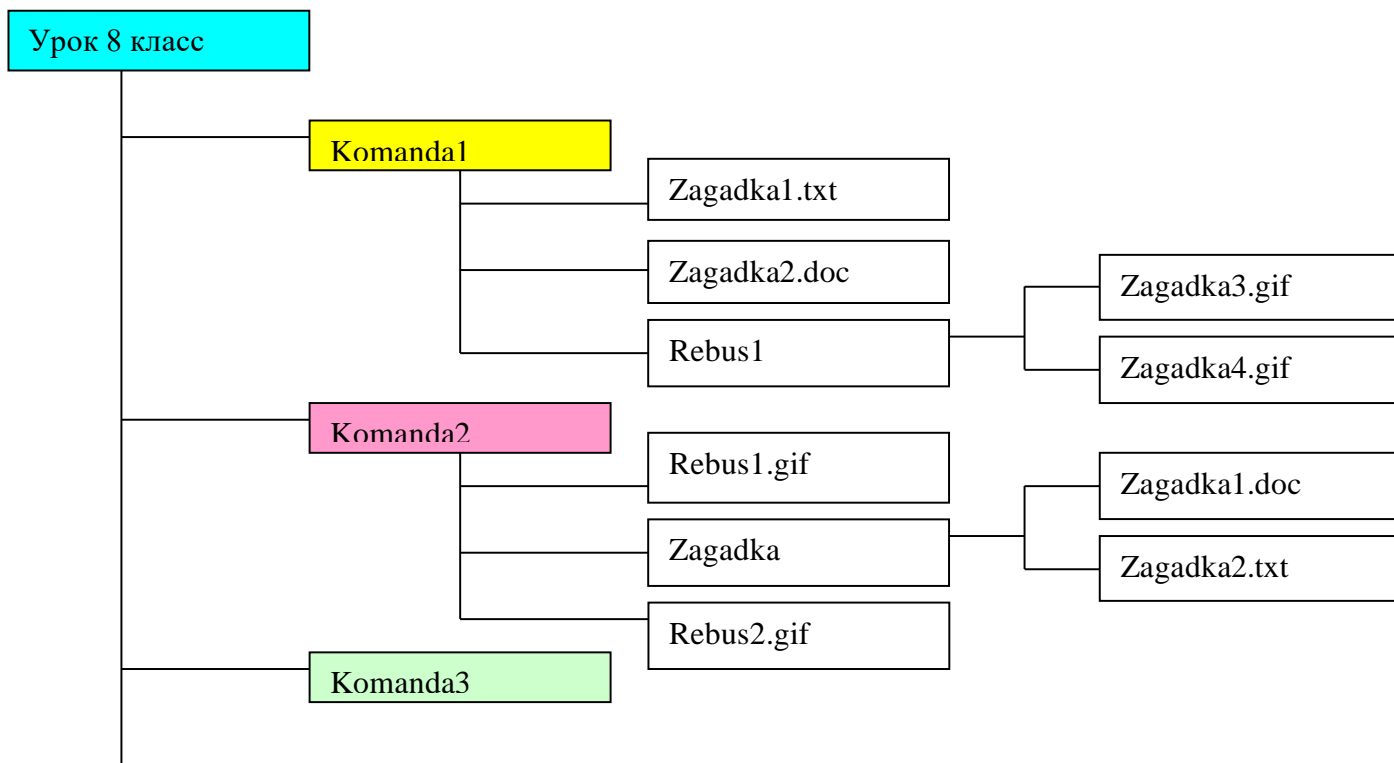 Урок 8 класс
Komanda1
Zagadka1.txt
Zagadka2.doc
Rebus1
Zagadka3.gif
Zagadka4.gif
Komanda2
Rebus1.gif
Zagadka
Rebus2.gif
Zagadka1.doc
Zagadka2.txt
Komanda3